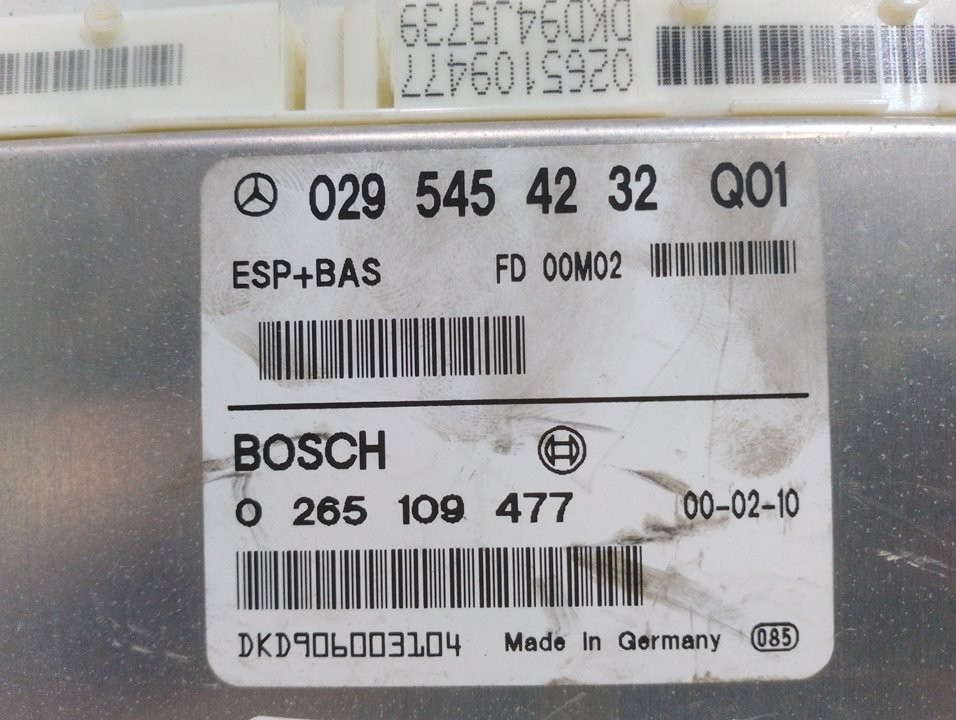 DKD94J3739
0265109477
029 545 42 32 Q01
ESP+BAS FD 00M02
BOSCH
0 265 109 477 00-02-10
DKD906003104 Made in Germany 085